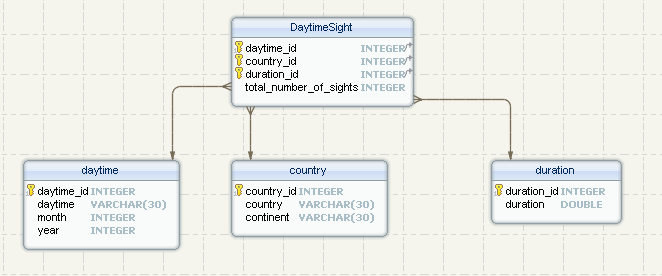 DaytimeSight
daytime_id INTEGER
country_id INTEGER
duration_id INTEGER
total_number_of_sights INTEGER
daytime
daytime_id INTEGER
daytime VARCHAR(30)
month INTEGER
year INTEGER
country
country_id INTEGER
country VARCHAR(30)
continent VARCHAR(30)
duration
duration_id INTEGER
duration DOUBLE